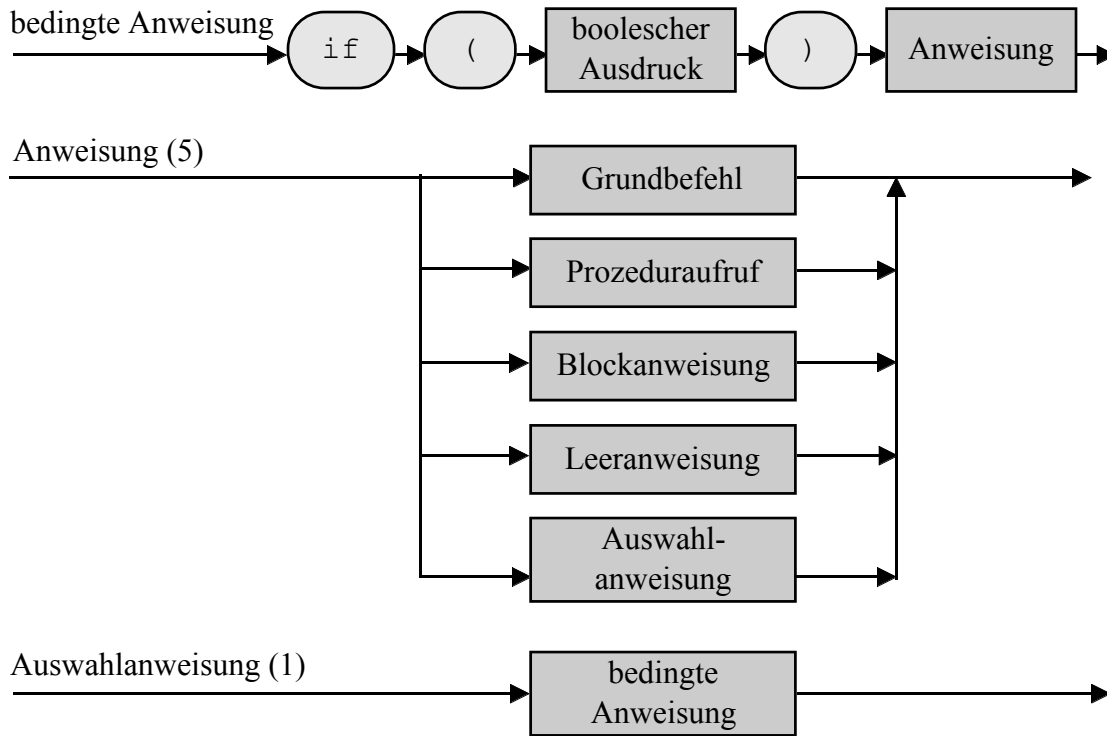 bedingte Anweisung
if ( boolescher ) Anweisung
Ausdruck
Anweisung (5)
Grundbefehl
Prozeduraufruf
Blockanweisung
Leeranweisung
Auswahl-
anweisung
Auswahlanweisung (1)
bedingte
Anweisung